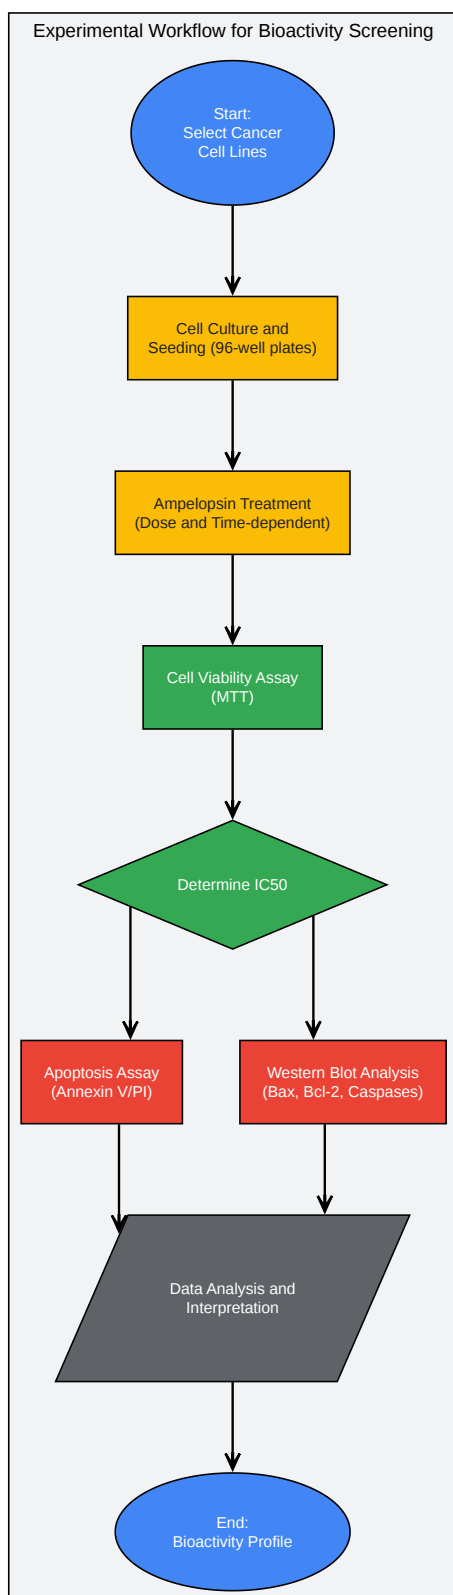 Experimental Workflow for Bioactivity Screening
Start:
Select Cancer
Cell Lines
Cell Culture and
Seeding (96-well plates)
Ampelopsin Treatment
(Dose and Time-dependent)
Cell Viability Assay
(MTT)
Determine IC50
Apoptosis Assay
(Annexin V/PI)
Western Blot Analysis
(Bax, Bcl-2, Caspases)
Data Analysis and
Interpretation
End:
Bioactivity Profile